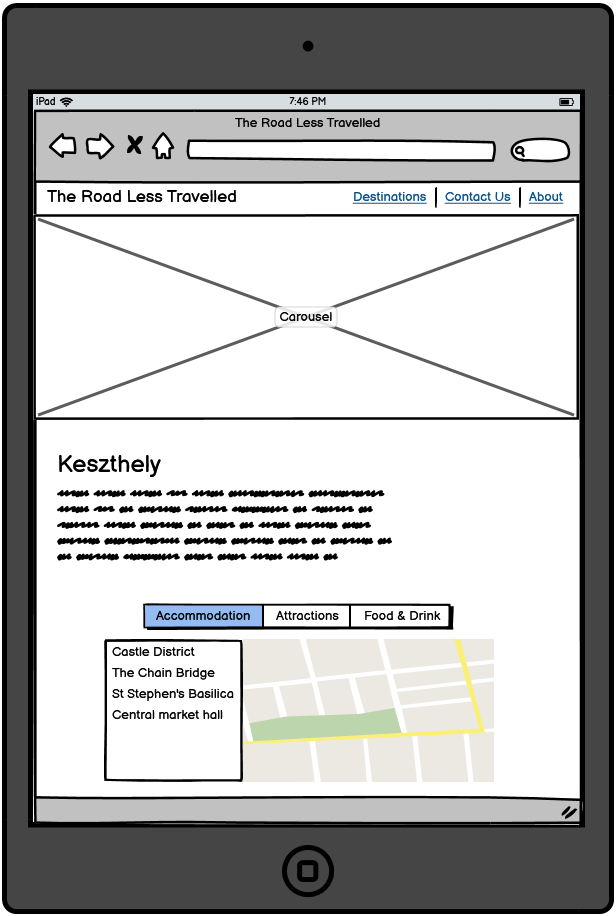 iPad 7:46 PM
The Road Less Travelled
The Road Less Travelled Destinations Contact Us About
Carousel
Keszthely
Accommodation Attractions Food & Drink
Castle District
The Chain Bridge
St Stephen's Basilica
Central market hall